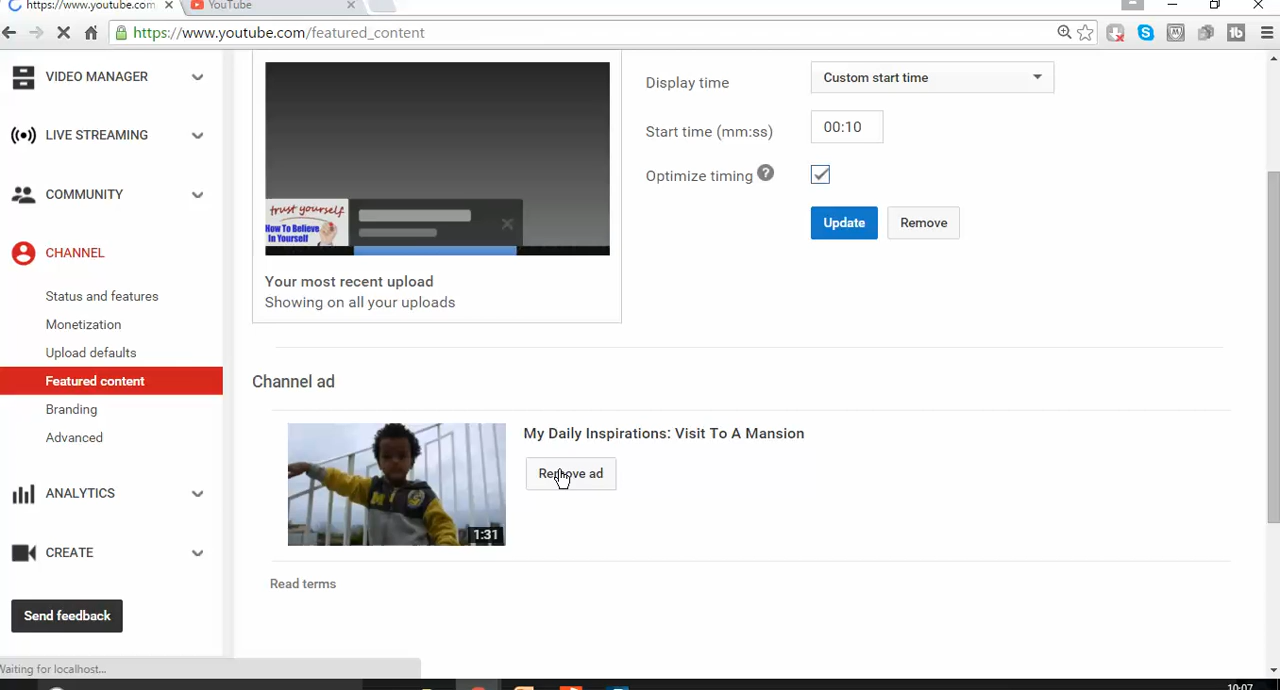 https://www.youtube.com
YouTube
https://www.youtube.com/featured_content
VIDEO MANAGER
LIVE STREAMING
COMMUNITY
CHANNEL
Status and features
Monetization
Upload defaults
Featured content
Branding
Advanced
ANALYTICS
CREATE
Send feedback
trust yourself
How To Believe
In Yourself
Your most recent upload
Showing on all your uploads
Display time
Custom start time
Start time (mm:ss)
00:10
Optimize timing ?
Update
Remove
Channel ad
1:31
My Daily Inspirations: Visit To A Mansion
Remove ad
Read terms
Waiting for localhost...
10:07